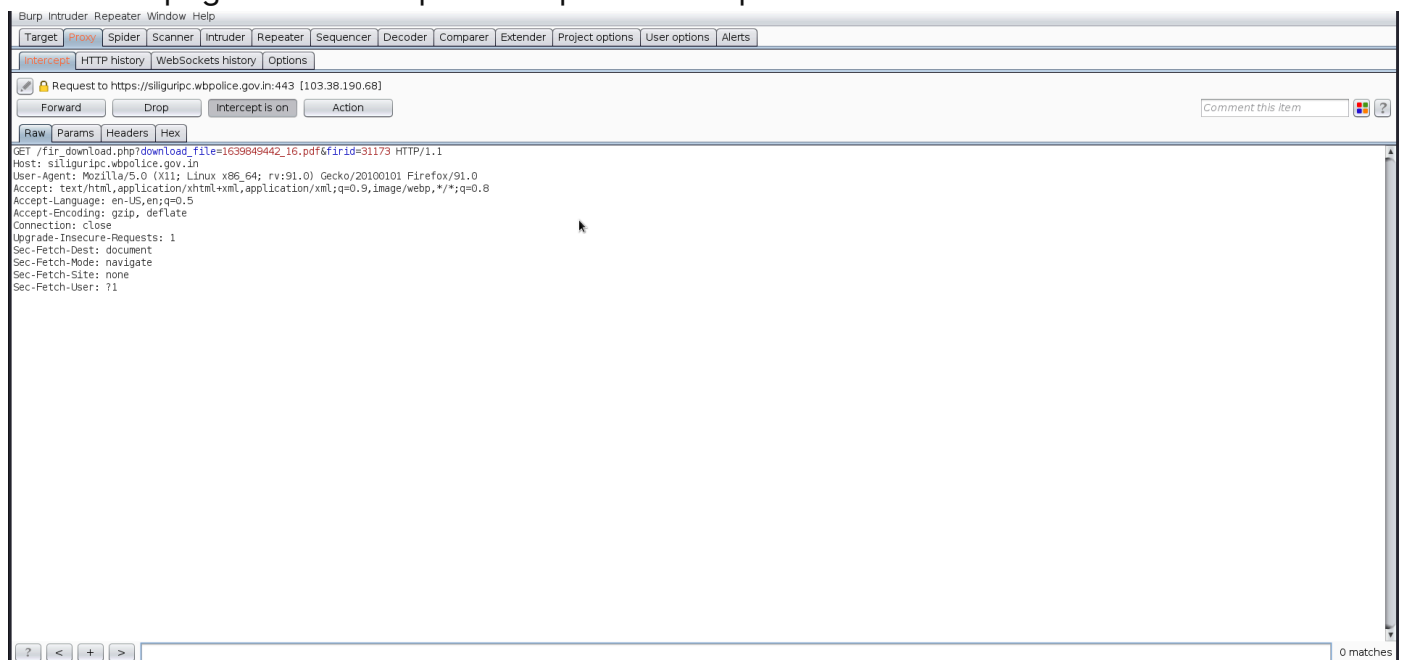 Burp Intruder Repeater Window Help
Target Proxy Spider Scanner Intruder Repeater Sequencer Decoder Comparer Extender Project options User options Alerts
Intercept HTTP history WebSockets history Options
Request to https://siliguripc.wbpolice.gov.in:443 [103.38.190.68]
Forward Drop Intercept is on Action Comment this item ?
Raw Params Headers Hex
GET /fir_download.php?download_file=1639849442_16.pdf&firid=31173 HTTP/1.1
Host: siliguripc.wbpolice.gov.in
User-Agent: Mozilla/5.0 (X11; Linux x86_64; rv:91.0) Gecko/20100101 Firefox/91.0
Accept: text/html,application/xhtml+xml,application/xml;q=0.9,image/webp,*/*;q=0.8
Accept-Language: en-US,en;q=0.5
Accept-Encoding: gzip, deflate
Connection: close
Upgrade-Insecure-Requests: 1
Sec-Fetch-Dest: document
Sec-Fetch-Mode: navigate
Sec-Fetch-Site: none
Sec-Fetch-User: ?1
? < + > 0 matches